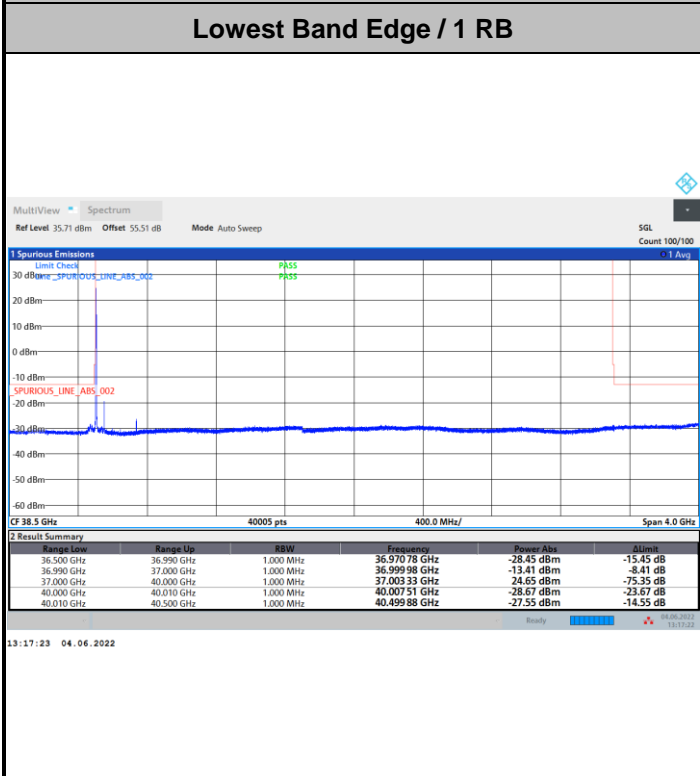 Lowest Band Edge / 1 RB
MultiView Spectrum
Ref Level 35.71 dBm Offset 55.51 dB Mode Auto Sweep SGL
Count 100/100
1 Spurious Emissions 1 Avg
Limit Check PASS
30 dBm Line _SPURIOUS_LINE_ABS_002 PASS
20 dBm
10 dBm
0 dBm
-10 dBm
_SPURIOUS_LINE_ABS_002
-20 dBm
-30 dBm
-40 dBm
-50 dBm
-60 dBm
CF 38.5 GHz 40005 pts 400.0 MHz/ Span 4.0 GHz
2 Result Summary
Range Low Range Up RBW Frequency Power Abs ΔLimit
36.500 GHz 36.990 GHz 1.000 MHz 36.970 78 GHz -28.45 dBm -15.45 dB
36.990 GHz 37.000 GHz 1.000 MHz 36.999 98 GHz -13.41 dBm -8.41 dB
37.000 GHz 40.000 GHz 1.000 MHz 37.003 33 GHz 24.65 dBm -75.35 dB
40.000 GHz 40.010 GHz 1.000 MHz 40.007 51 GHz -28.67 dBm -23.67 dB
40.010 GHz 40.500 GHz 1.000 MHz 40.499 88 GHz -27.55 dBm -14.55 dB
Ready 04.06.2022
13:17:22
13:17:23 04.06.2022